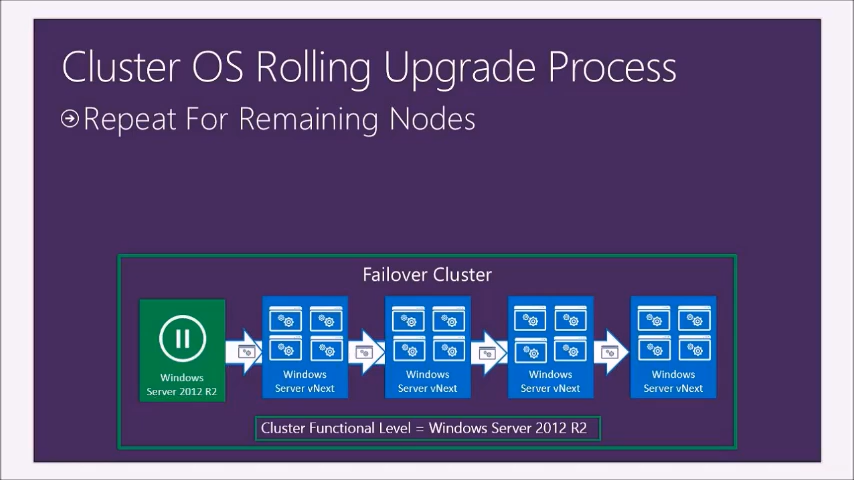 Cluster OS Rolling Upgrade Process
Repeat For Remaining Nodes
Failover Cluster
Windows
Server 2012 R2
Windows
Server vNext
Windows
Server vNext
Windows
Server vNext
Windows
Server vNext
Cluster Functional Level = Windows Server 2012 R2